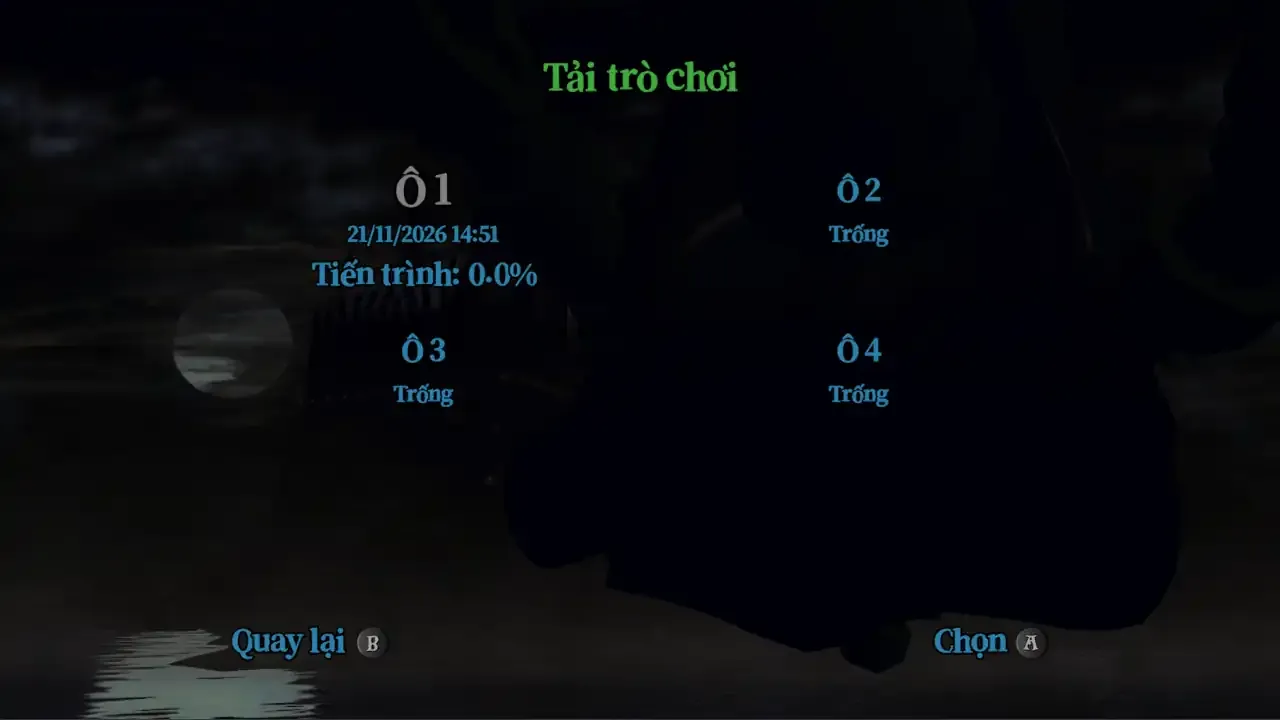 Tải trò chơi
Ô 1
21/11/2026 14:51
Tiến trình: 0.0%
Ô 2
Trống
Ô 3
Trống
Ô 4
Trống
Quay lại B
Chọn A